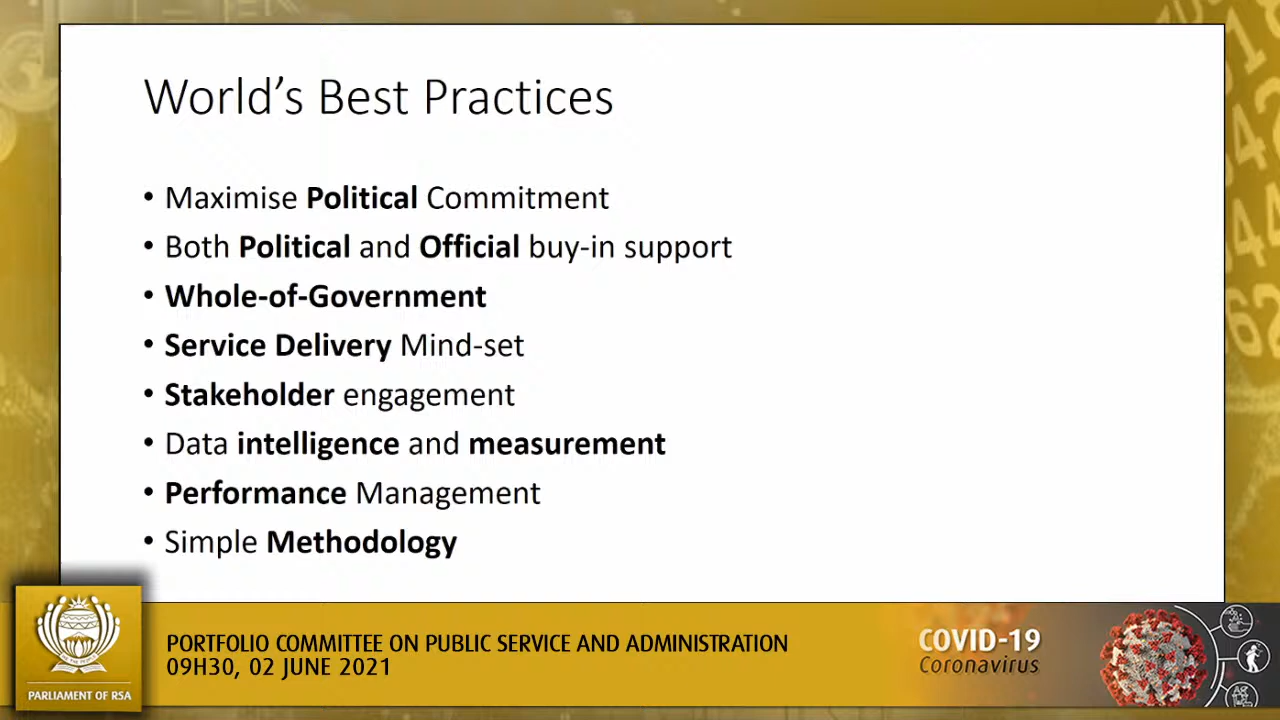 World’s Best Practices
• Maximise Political Commitment
• Both Political and Official buy-in support
• Whole-of-Government
• Service Delivery Mind-set
• Stakeholder engagement
• Data intelligence and measurement
• Performance Management
• Simple Methodology
PARLIAMENT OF RSA
PORTFOLIO COMMITTEE ON PUBLIC SERVICE AND ADMINISTRATION
09H30, 02 JUNE 2021
COVID-19
Coronavirus